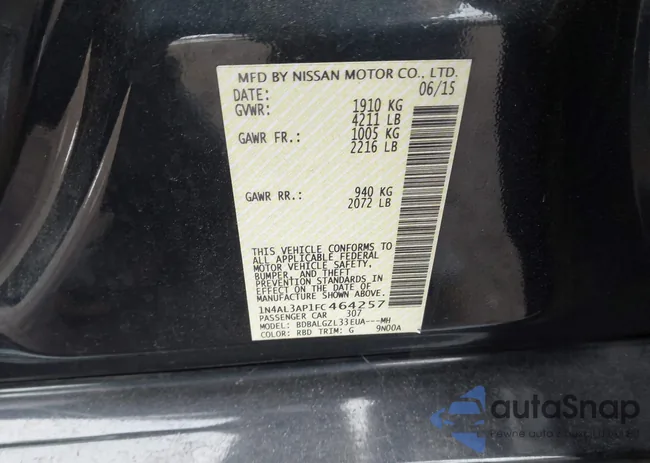 MFD BY NISSAN MOTOR CO., LTD.
DATE: 06/15
GVWR: 1910 KG
4211 LB
GAWR FR.: 1005 KG
2216 LB
GAWR RR.: 940 KG
2072 LB
THIS VEHICLE CONFORMS TO
ALL APPLICABLE FEDERAL
MOTOR VEHICLE SAFETY,
BUMPER, AND THEFT
PREVENTION STANDARDS IN
EFFECT ON THE DATE OF
MANUFACTURE SHOWN ABOVE.
1N4AL3AP1FC464257
PASSENGER CAR 307
MODEL: BDBALGZL33EUA---MH
COLOR: RBD TRIM: G 9N00A
autoSnap
Pewne auta z